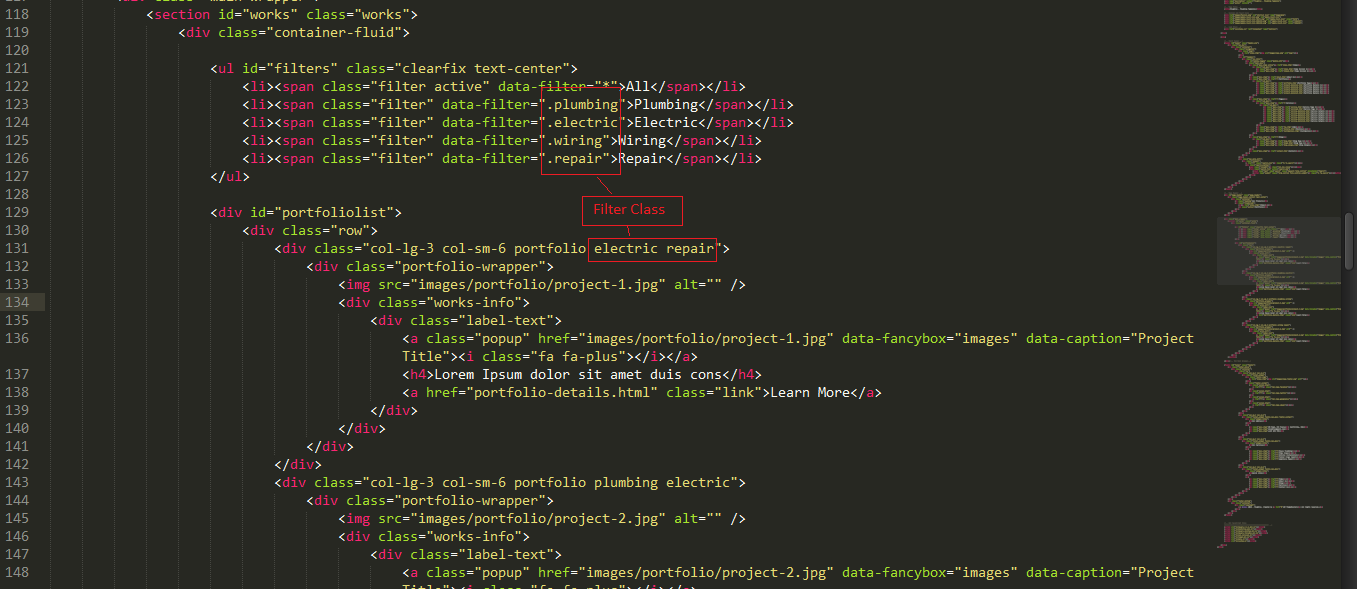 118 <section id="works" class="works">
119 <div class="container-fluid">
120
121 <ul id="filters" class="clearfix text-center">
122 <li><span class="filter active" data-filter="*">All</span></li>
123 <li><span class="filter" data-filter=".plumbing">Plumbing</span></li>
124 <li><span class="filter" data-filter=".electric">Electric</span></li>
125 <li><span class="filter" data-filter=".wiring">Wiring</span></li>
126 <li><span class="filter" data-filter=".repair">Repair</span></li>
127 </ul>
128
Filter Class
129 <div id="portfoliolist">
130 <div class="row">
131 <div class="col-lg-3 col-sm-6 portfolio electric repair">
132 <div class="portfolio-wrapper">
133 <img src="images/portfolio/project-1.jpg" alt="" />
134 <div class="works-info">
135 <div class="label-text">
136 <a class="popup" href="images/portfolio/project-1.jpg" data-fancybox="images" data-caption="Project
Title"><i class="fa fa-plus"></i></a>
137 <h4>Lorem Ipsum dolor sit amet duis cons</h4>
138 <a href="portfolio-details.html" class="link">Learn More</a>
139 </div>
140 </div>
141 </div>
142 </div>
143 <div class="col-lg-3 col-sm-6 portfolio plumbing electric">
144 <div class="portfolio-wrapper">
145 <img src="images/portfolio/project-2.jpg" alt="" />
146 <div class="works-info">
147 <div class="label-text">
148 <a class="popup" href="images/portfolio/project-2.jpg" data-fancybox="images" data-caption="Project